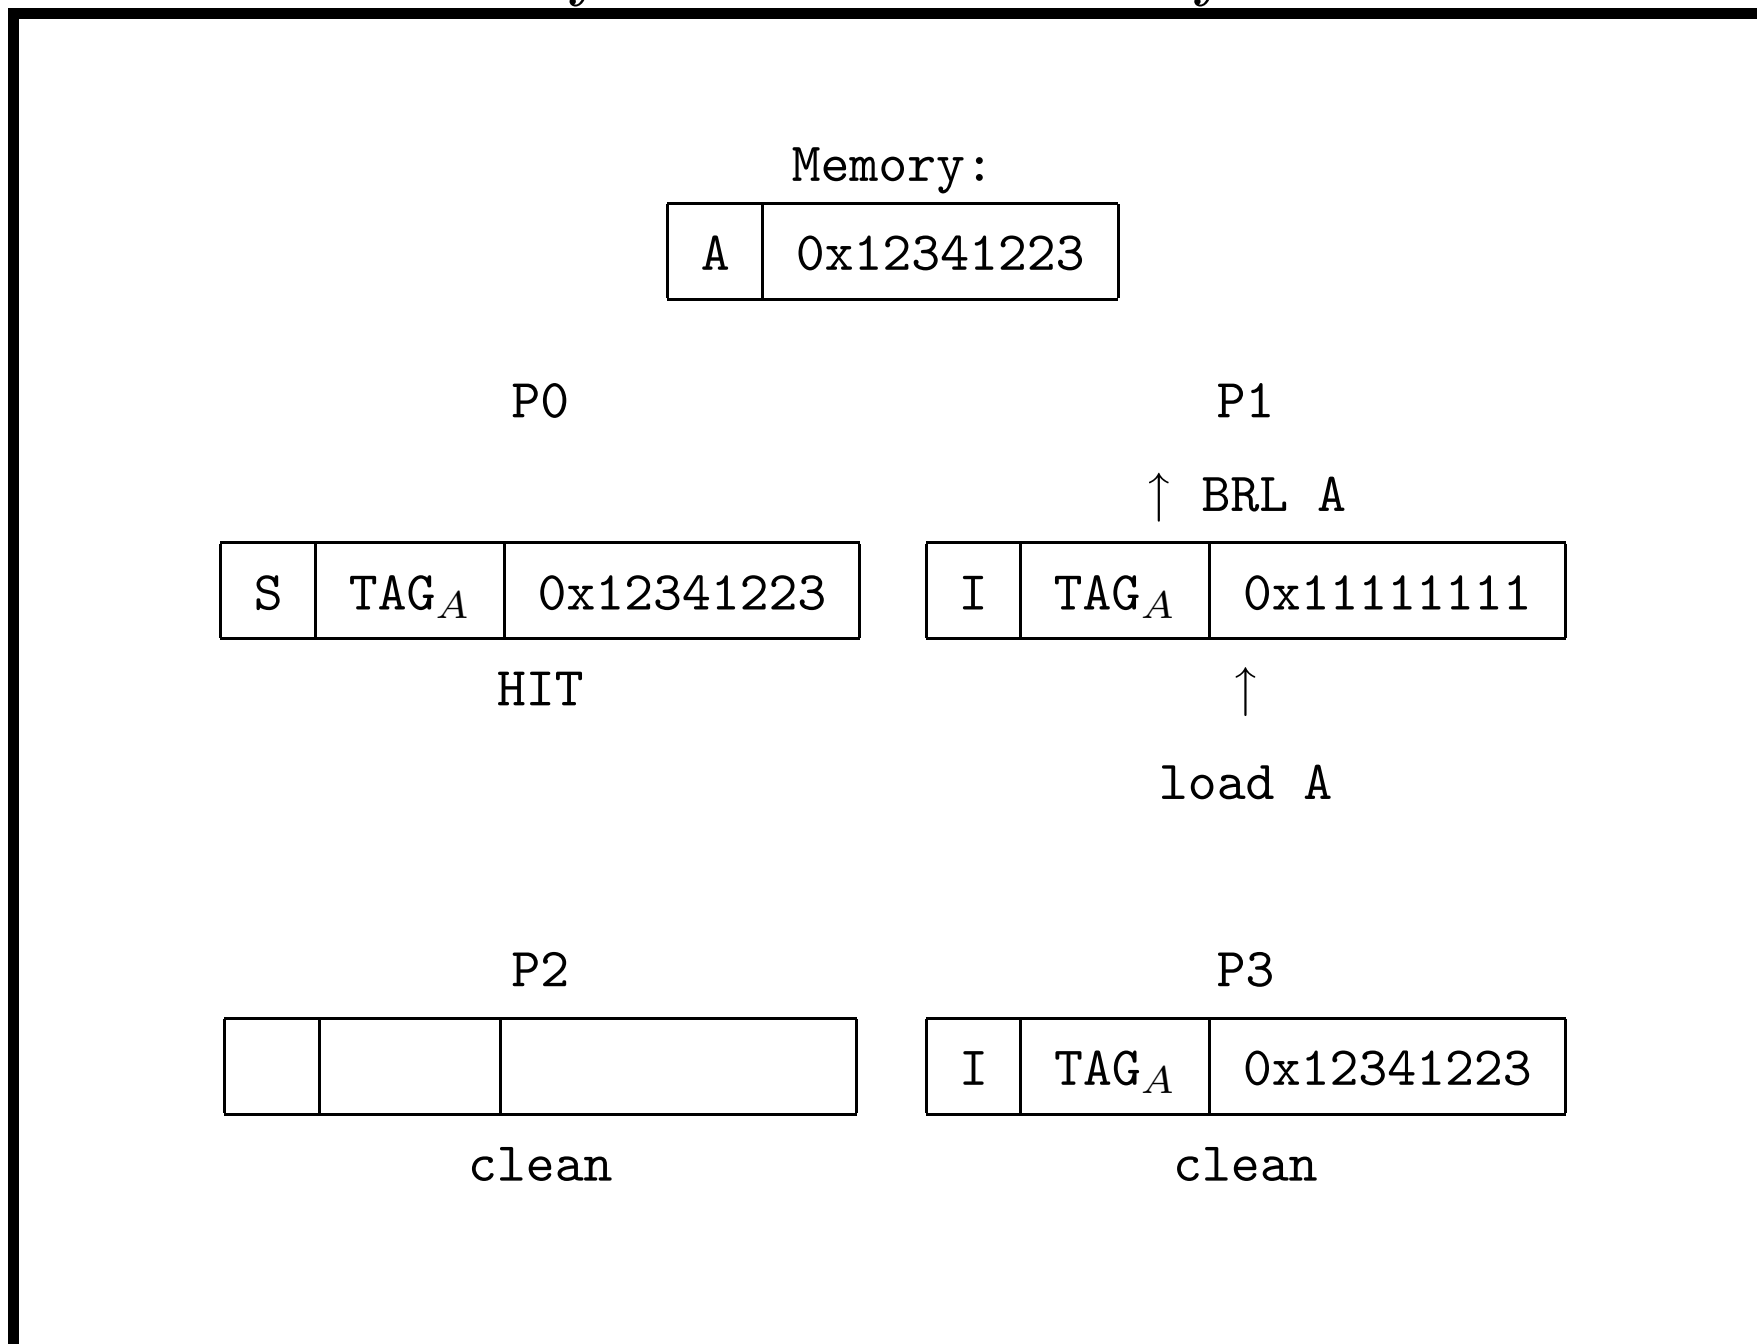 Memory:
A 0x12341223
P0 P1
↑ BRL A
S TAG_A 0x12341223 I TAG_A 0x11111111
HIT ↑
load A
P2 P3
I TAG_A 0x12341223
clean clean